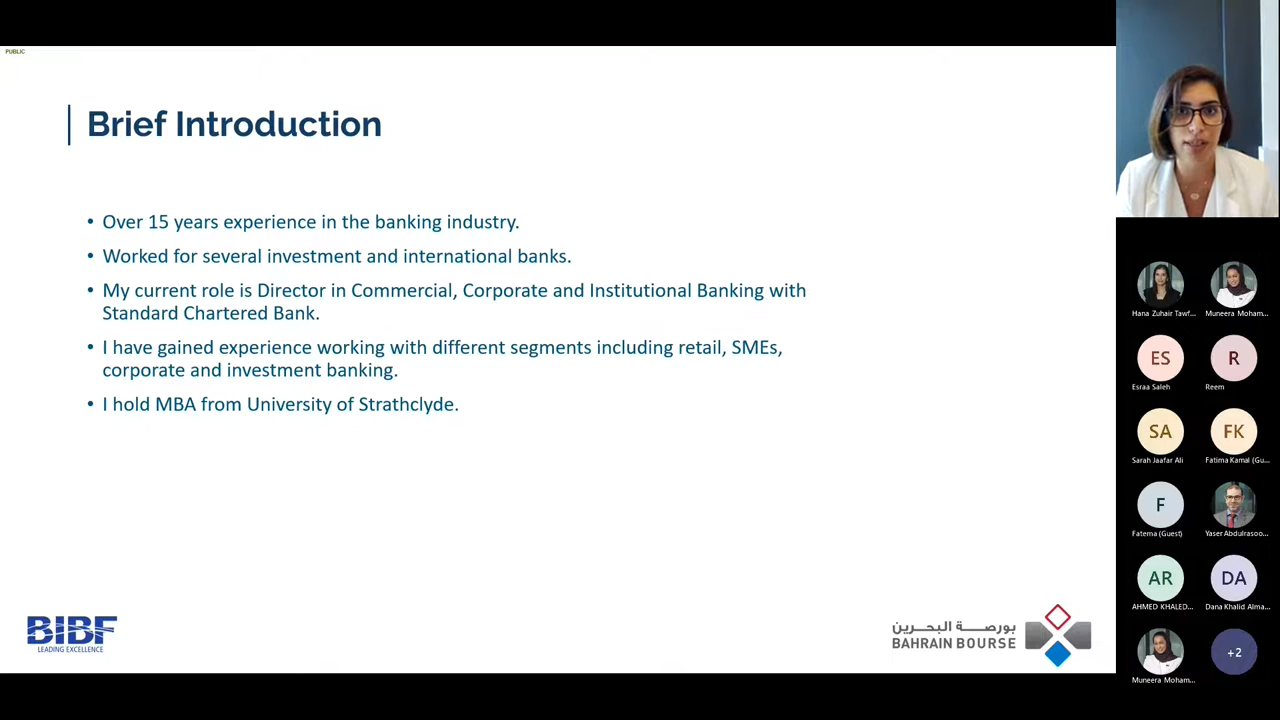 PUBLIC
Brief Introduction
• Over 15 years experience in the banking industry.
• Worked for several investment and international banks.
• My current role is Director in Commercial, Corporate and Institutional Banking with
Standard Chartered Bank.
• I have gained experience working with different segments including retail, SMEs,
corporate and investment banking.
• I hold MBA from University of Strathclyde.
BIBF
LEADING EXCELLENCE
بورصة البحرين
BAHRAIN BOURSE
Hana Zuhair Tawf...
Muneera Moham...
ES
Esraa Saleh
R
Reem
SA
Sarah Jaafar Ali
FK
Fatima Kamal (Gu...
F
Fatema (Guest)
Yaser Abdulrasoo...
AR
AHMED KHALED...
DA
Dana Khalid Alma...
Muneera Moham...
+2